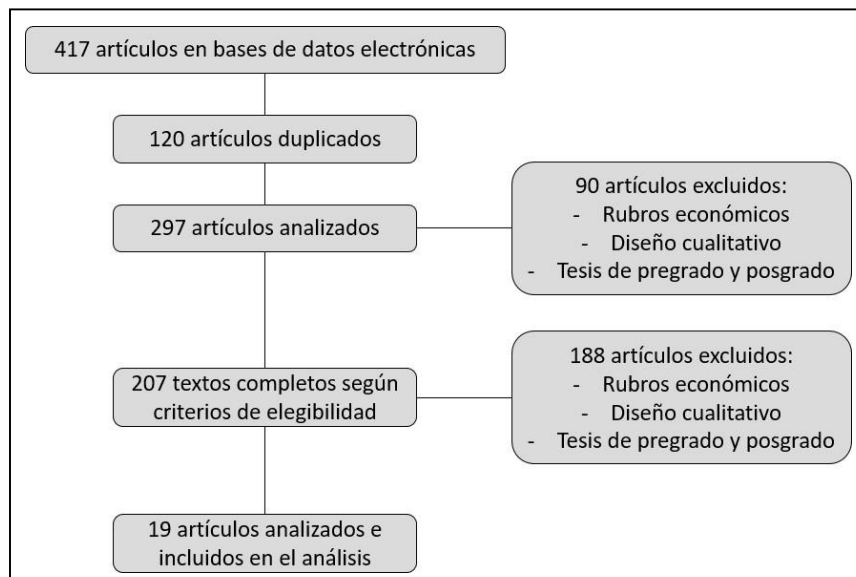 417 artículos en bases de datos electrónicas
120 artículos duplicados
297 artículos analizados
90 artículos excluidos:
- Rubros económicos
- Diseño cualitativo
- Tesis de pregrado y posgrado
207 textos completos según
criterios de elegibilidad
188 artículos excluidos:
- Rubros económicos
- Diseño cualitativo
- Tesis de pregrado y posgrado
19 artículos analizados e
incluidos en el análisis